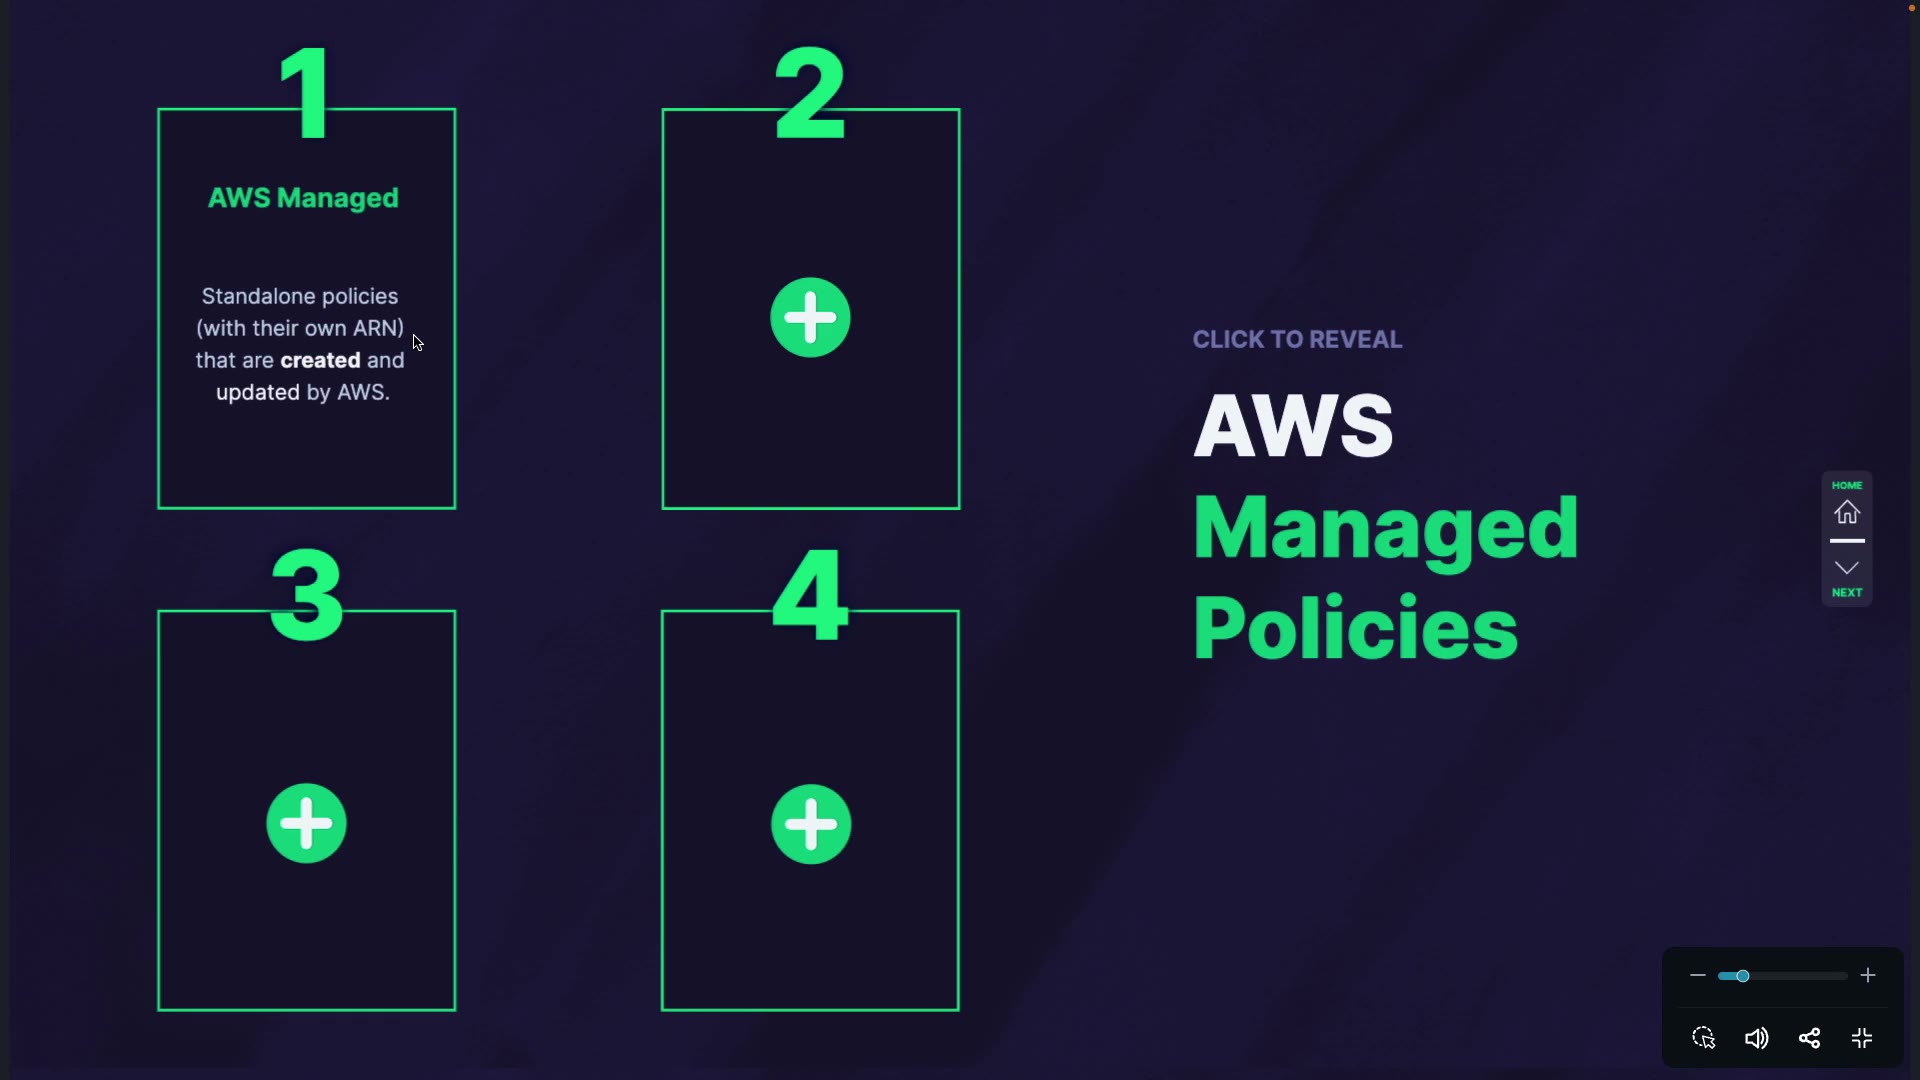 1
AWS Managed
Standalone policies
(with their own ARN)
that are created and
updated by AWS.
2
3
4
CLICK TO REVEAL
AWS
Managed
Policies
HOME
NEXT